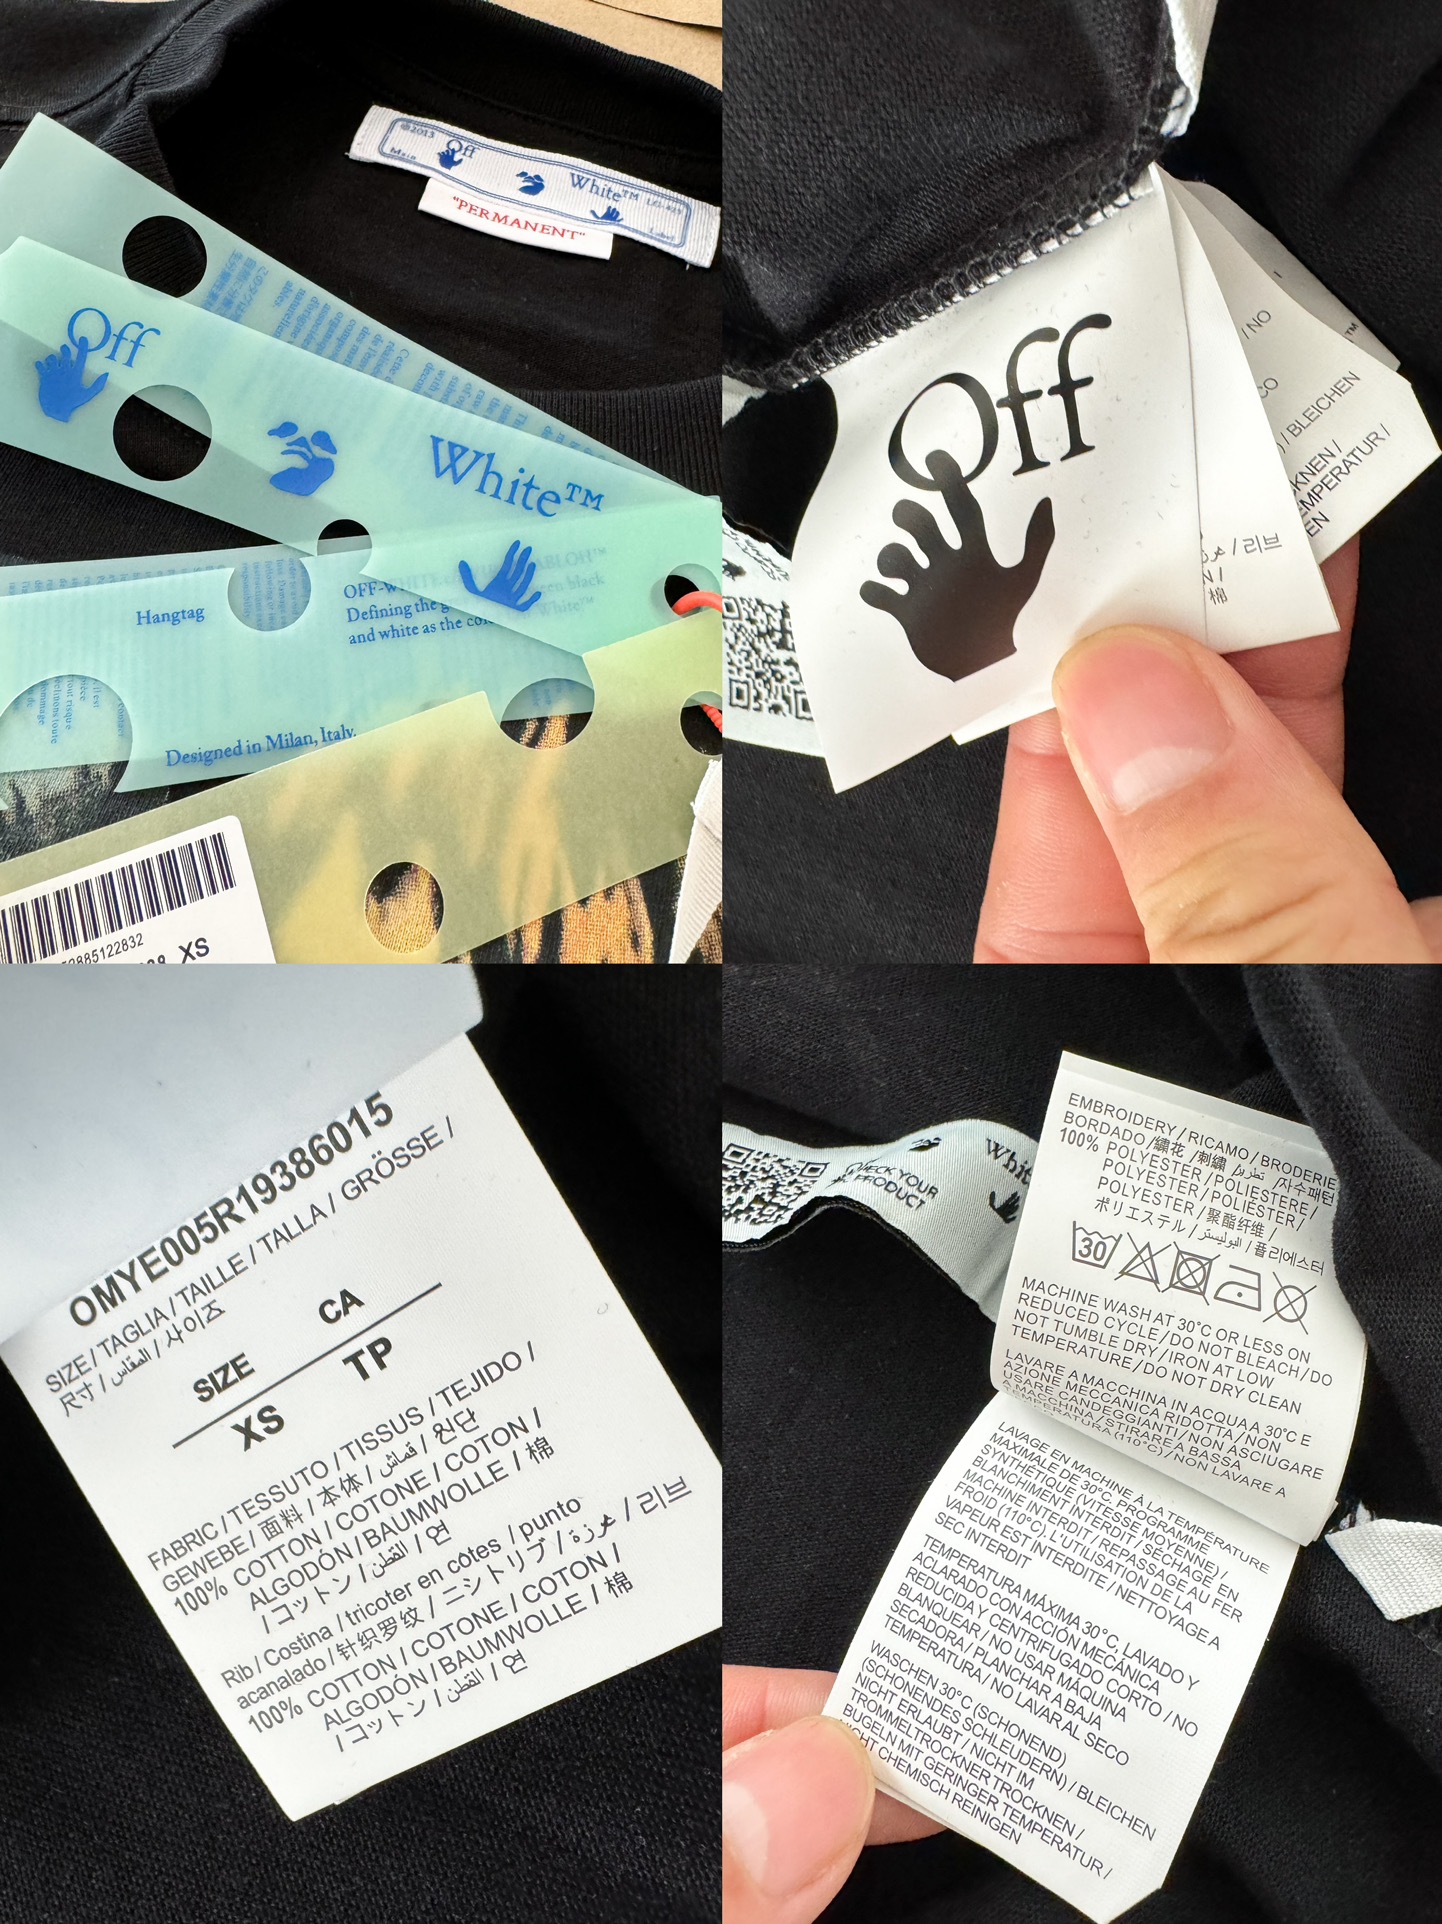 ©2013
Off
White™
Main
Label
"PERMANENT"
Off
White™
Hangtag
OFF-WHITE
Defining the
and white as the
Designed in Milan, Italy.
XS
Off
/ NO
CO
/ BLEICHEN
KNEN /
EMPERATUR /
EN
/ 리브
棉
OMYE005R19386015
SIZE / TAGLIA / TAILLE / TALLA / GRÖSSE /
尺寸 / المقاس / 사이즈
SIZE CA
XS TP
FABRIC / TESSUTO / TISSUS / TEJIDO /
GEWEBE / 面料 / 本体 / قماش / 원단
100% COTTON / COTONE / COTON /
ALGODÓN / BAUMWOLLE / 棉
/ コットン / القطن / 면
Rib / Costina / tricoter en côtes / punto
acanalado / 针织罗纹 / ニシトリブ / غرزة / 리브
100% COTTON / COTONE / COTON /
ALGODÓN / BAUMWOLLE / 棉
/ コットン / القطن / 면
CHECK YOUR
PRODUCT
EMBROIDERY / RICAMO / BRODERIE
BORDADO / 繡花 / 刺繍 / تطريز / 자수패턴
100% POLYESTER / POLIESTERE /
POLYESTER / POLIÉSTER /
POLYESTER / 聚酯纤维 /
ポリエステル / البوليستر / 폴리에스터
30
MACHINE WASH AT 30°C OR LESS ON
REDUCED CYCLE / DO NOT BLEACH / DO
NOT TUMBLE DRY / IRON AT LOW
TEMPERATURE / DO NOT DRY CLEAN
LAVARE A MACCHINA IN ACQUA A 30°C E
AZIONE MECCANICA RIDOTTA / NON
USARE CANDEGGIANTI / NON ASCIUGARE
A MACCHINA / STIRARE A BASSA
TEMPERATURA (110°C) / NON LAVARE A
LAVAGE EN MACHINE À LA TEMPÉRATURE
MAXIMALE DE 30°C, PROGRAMME
SYNTHÉTIQUE (VITESSE MOYENNE) /
BLANCHIMENT INTERDIT / SÉCHAGE EN
MACHINE INTERDIT / REPASSAGE AU FER
FROID (110°C). L'UTILISATION DE LA
VAPEUR EST INTERDITE / NETTOYAGE A
SEC INTERDIT
TEMPERATURA MÁXIMA 30°C, LAVADO Y
ACLARADO CON ACCIÓN MECÁNICA
REDUCIDA Y CENTRIFUGADO CORTO / NO
BLANQUEAR / NO USAR MÁQUINA
SECADORA / PLANCHAR A BAJA
TEMPERATURA / NO LAVAR AL SECO
WASCHEN 30°C (SCHONEND)
(SCHONENDES SCHLEUDERN) / BLEICHEN
NICHT ERLAUBT / NICHT IM
TROMMELTROCKNER TROCKNEN /
BÜGELN MIT GERINGER TEMPERATUR /
CHEMISCH REINIGEN